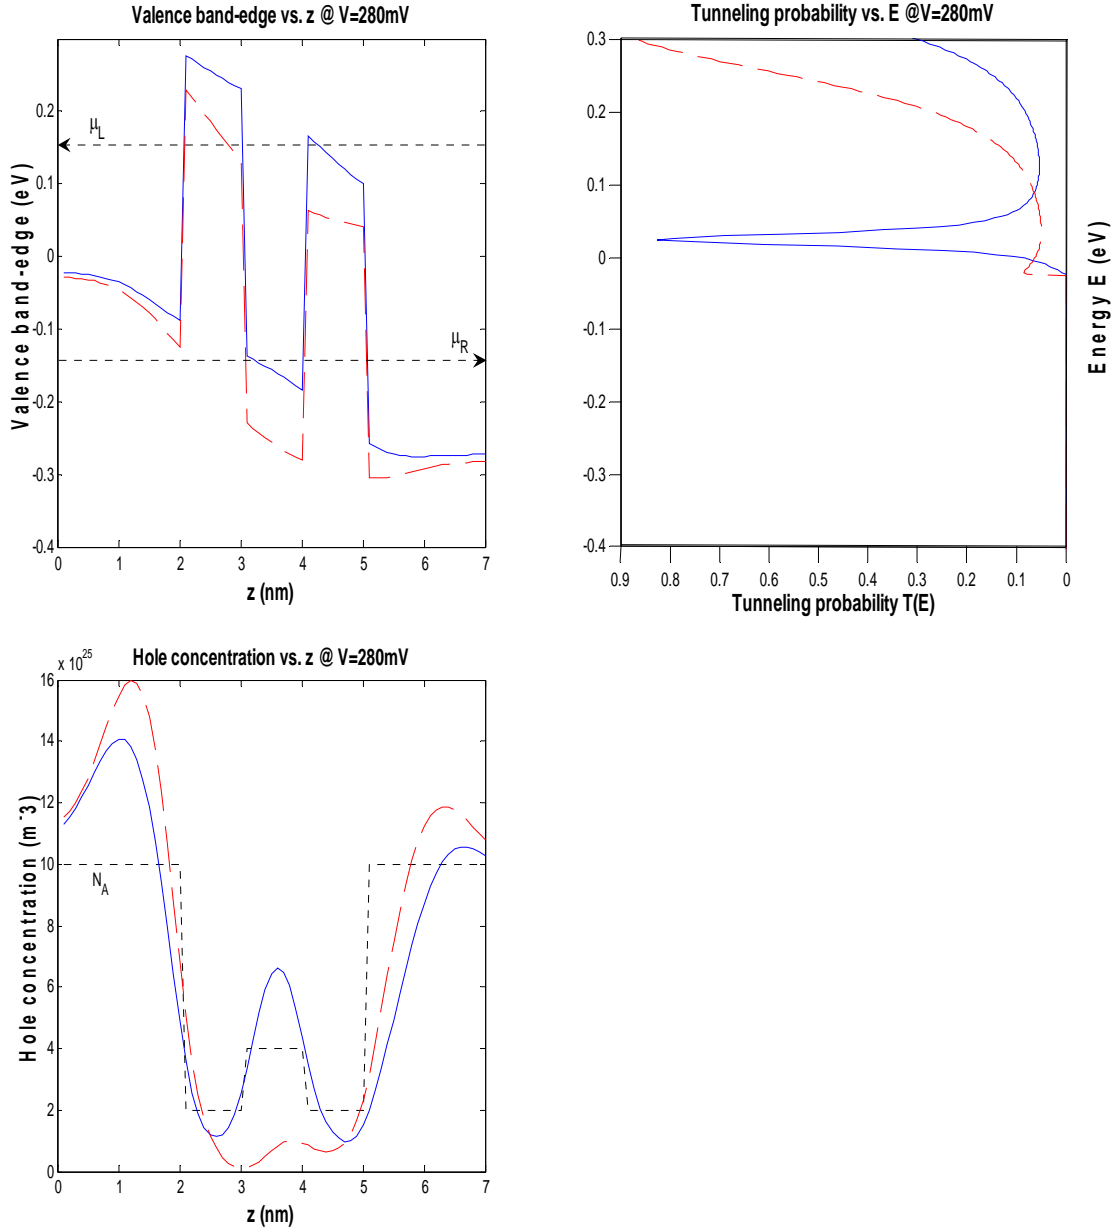 Valence band-edge vs. z @ V=280mV
Valence band-edge (eV)
0.2
0.1
0
-0.1
-0.2
-0.3
-0.4
μL
μR
0 1 2 3 4 5 6 7
z (nm)
Tunneling probability vs. E @V=280mV
0.3
0.2
0.1
0
-0.1
-0.2
-0.3
-0.4
Energy E (eV)
0.9 0.8 0.7 0.6 0.5 0.4 0.3 0.2 0.1 0
Tunneling probability T(E)
x 10^25
Hole concentration vs. z @ V=280mV
Hole concentration (m^-3)
16
14
12
10
8
6
4
2
0
NA
0 1 2 3 4 5 6 7
z (nm)